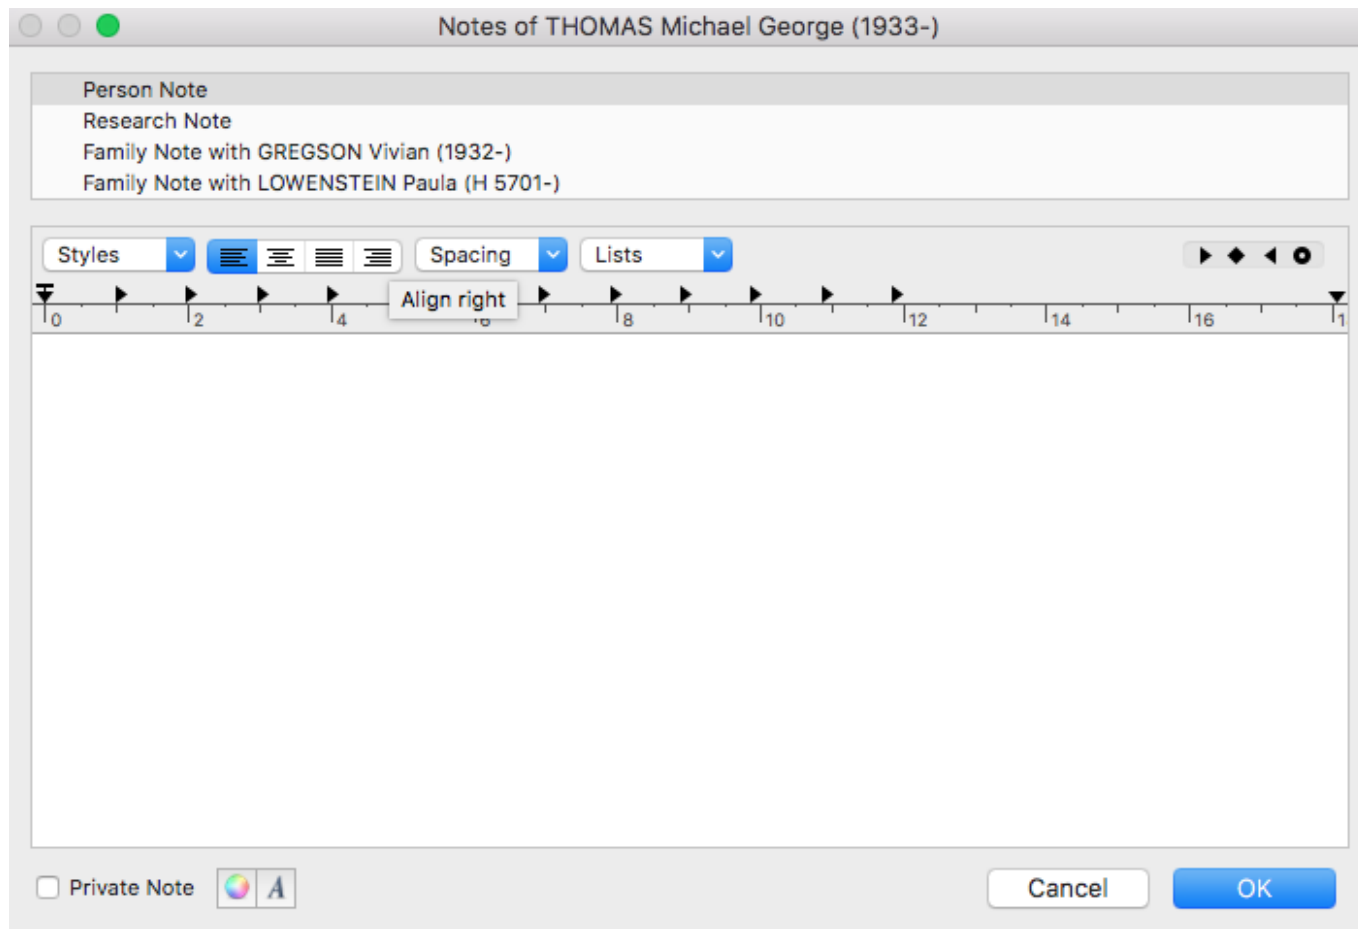 Notes of THOMAS Michael George (1933-)
Person Note
Research Note
Family Note with GREGSON Vivian (1932-)
Family Note with LOWENSTEIN Paula (H 5701-)
Styles Spacing Lists
Align right
0 2 4 6 8 10 12 14 16 1
Private Note A Cancel OK